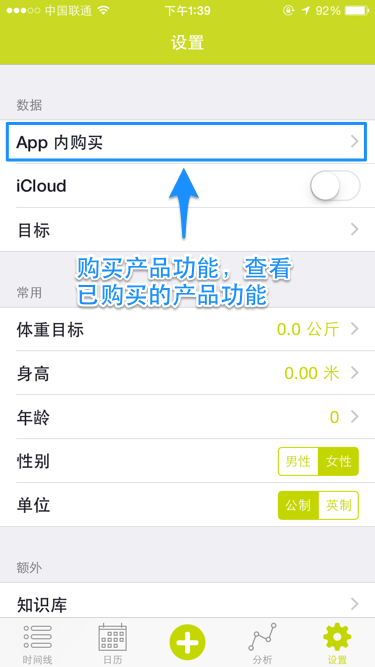 中国联通 下午1:39 92%
设置
数据
App 内购买
iCloud
目标
购买产品功能，查看
已购买的产品功能
常用
体重目标 0.0 公斤
身高 0.00 米
年龄 0
性别 男性 女性
单位 公制 英制
额外
知识库
时间线 日历 分析 设置